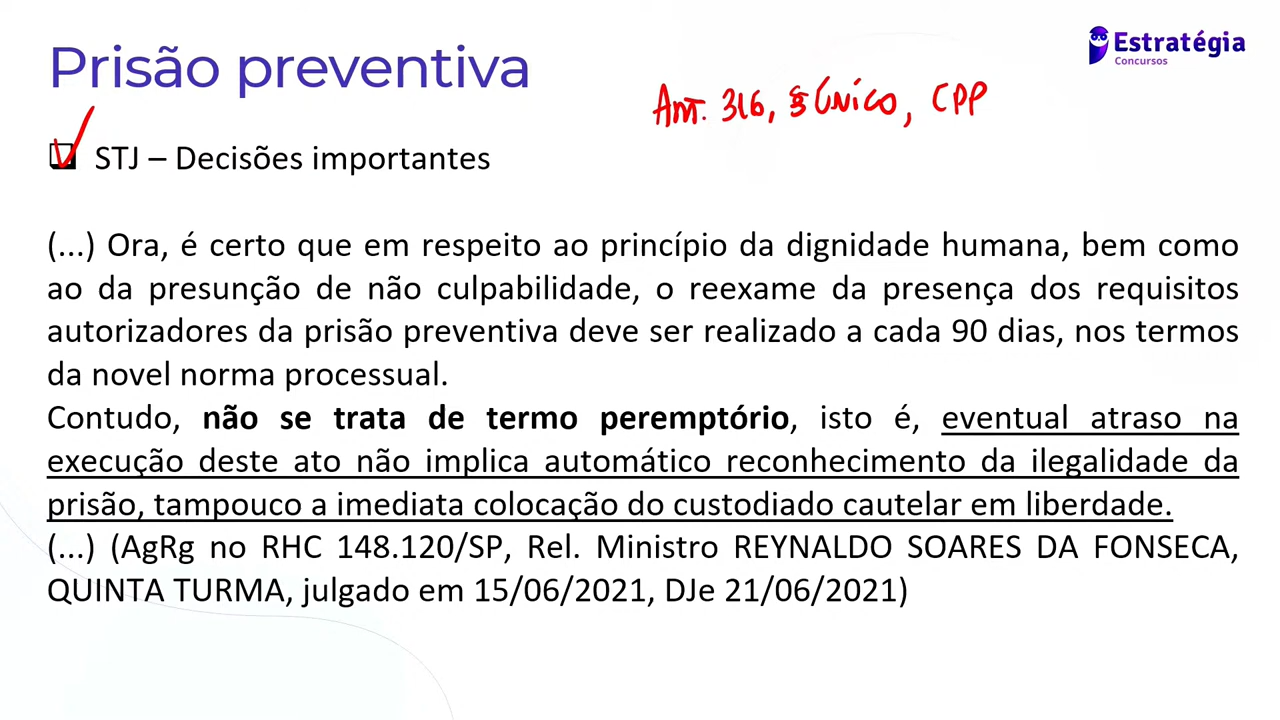 Prisão preventiva
Estratégia
Concursos
Art. 316, § Único, CPP
STJ – Decisões importantes
(...) Ora, é certo que em respeito ao princípio da dignidade humana, bem como
ao da presunção de não culpabilidade, o reexame da presença dos requisitos
autorizadores da prisão preventiva deve ser realizado a cada 90 dias, nos termos
da novel norma processual.
Contudo, não se trata de termo peremptório, isto é, eventual atraso na
execução deste ato não implica automático reconhecimento da ilegalidade da
prisão, tampouco a imediata colocação do custodiado cautelar em liberdade.
(...) (AgRg no RHC 148.120/SP, Rel. Ministro REYNALDO SOARES DA FONSECA,
QUINTA TURMA, julgado em 15/06/2021, DJe 21/06/2021)